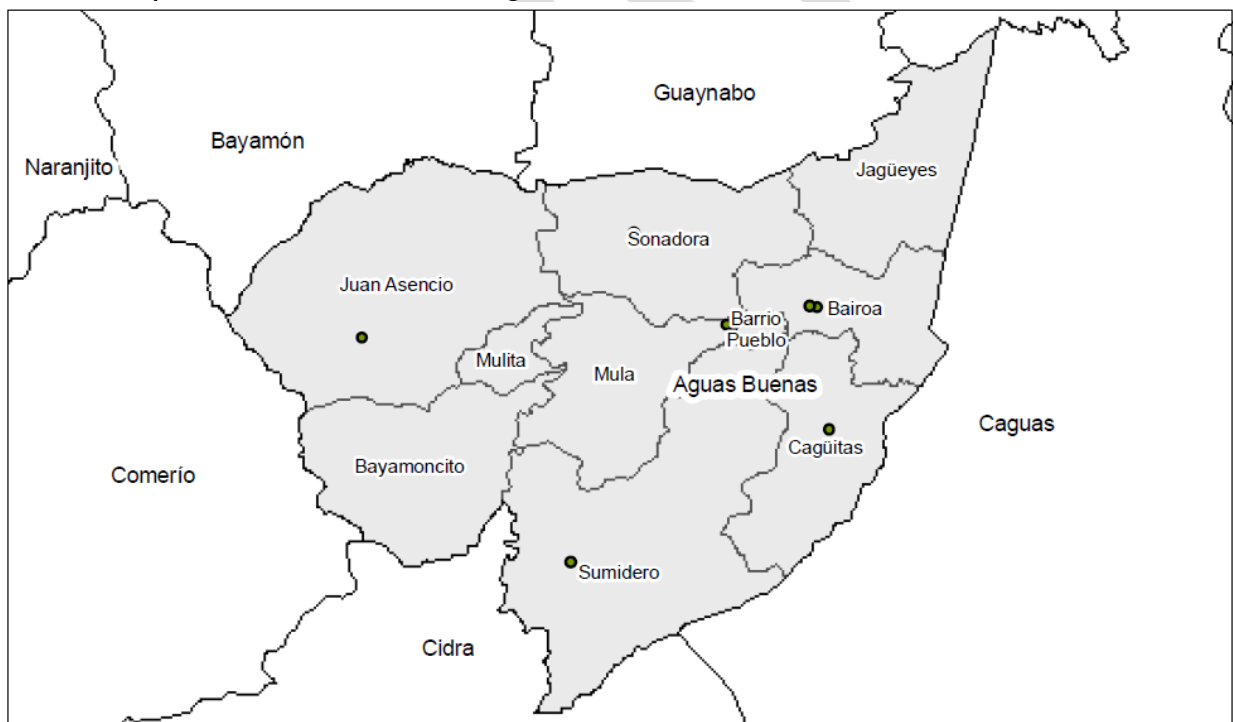 Guaynabo
Bayamón
Naranjito
Jagüeyes
Sonadora
Juan Asencio
Bairoa
Barrio
Pueblo
Mulita
Mula
Aguas Buenas
Caguas
Cagüitas
Bayamoncito
Comerío
Sumidero
Cidra